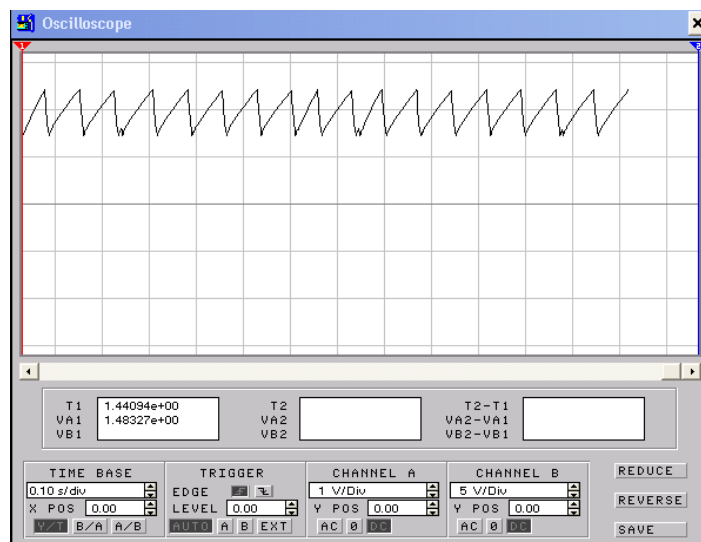 Oscilloscope
1 2
T1 1.44094e+00 T2 T2-T1
VA1 1.48327e+00 VA2 VA2-VA1
VB1 VB2 VB2-VB1
TIME BASE TRIGGER CHANNEL A CHANNEL B REDUCE
0.10 s/div EDGE 1 V/Div 5 V/Div
X POS 0.00 LEVEL 0.00 Y POS 0.00 Y POS 0.00 REVERSE
Y/T B/A A/B AUTO A B EXT AC 0 DC AC 0 DC SAVE